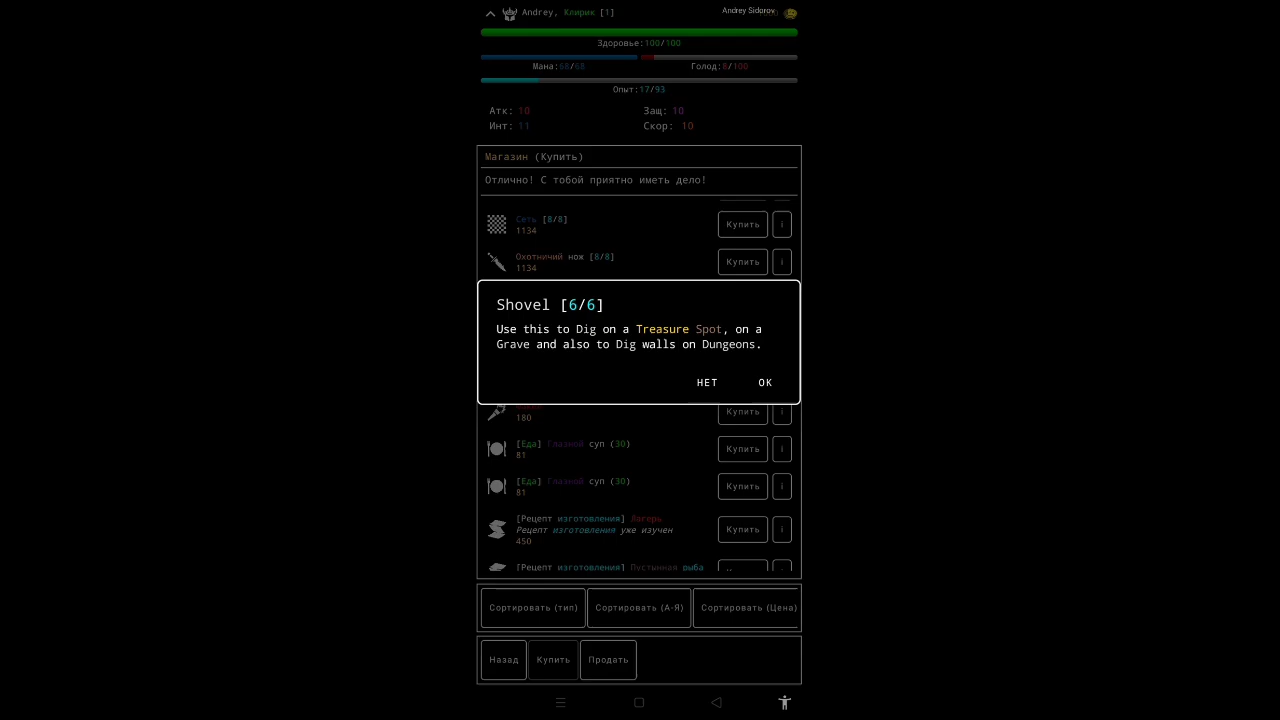 Andrey, Клирик [1]
Andrey Sidorov
Здоровье:100/100
Мана:68/68
Голод:8/100
Опыт:17/93
Атк: 10
Защ: 10
Инт: 11
Скор: 10
Магазин (Купить)
Отлично! С тобой приятно иметь дело!
Сеть [8/8]
1134
Купить
i
Охотничий нож [8/8]
1134
Купить
i
Shovel [6/6]
Use this to Dig on a Treasure Spot, on a
Grave and also to Dig walls on Dungeons.
НЕТ
OK
180
Купить
i
[Еда] Глазной суп (30)
81
Купить
i
[Еда] Глазной суп (30)
81
Купить
i
[Рецепт изготовления] Лагерь
Рецепт изготовления уже изучен
450
Купить
i
[Рецепт изготовления] Пустынная рыба
Сортировать (тип)
Сортировать (А-Я)
Сортировать (Цена)
Назад
Купить
Продать